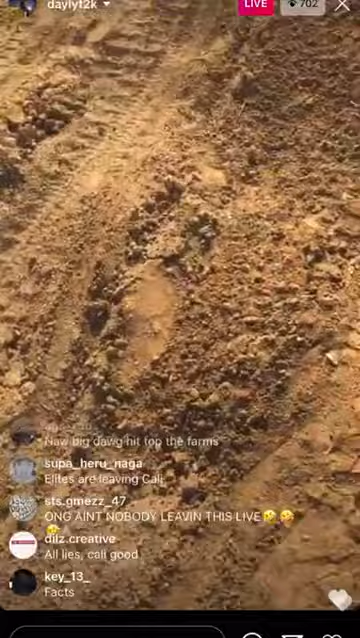 daylyt2k
LIVE
702
Naw big dawg hit top the farms
supa_heru_naga
Elites are leaving Cali
sts.gmezz_47
ONG AINT NOBODY LEAVIN THIS LIVE🤣🤣
🤣
dilz.creative
All lies, cali good
key_13_
Facts